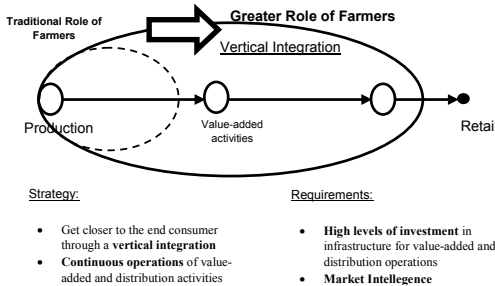 Traditional Role of
Farmers
Greater Role of Farmers
Vertical Integration
Production
Value-added
activities
Retai
Strategy:
• Get closer to the end consumer
through a vertical integration
• Continuous operations of value-
added and distribution activities
Requirements:
• High levels of investment in
infrastructure for value-added and
distribution operations
• Market Intellegence